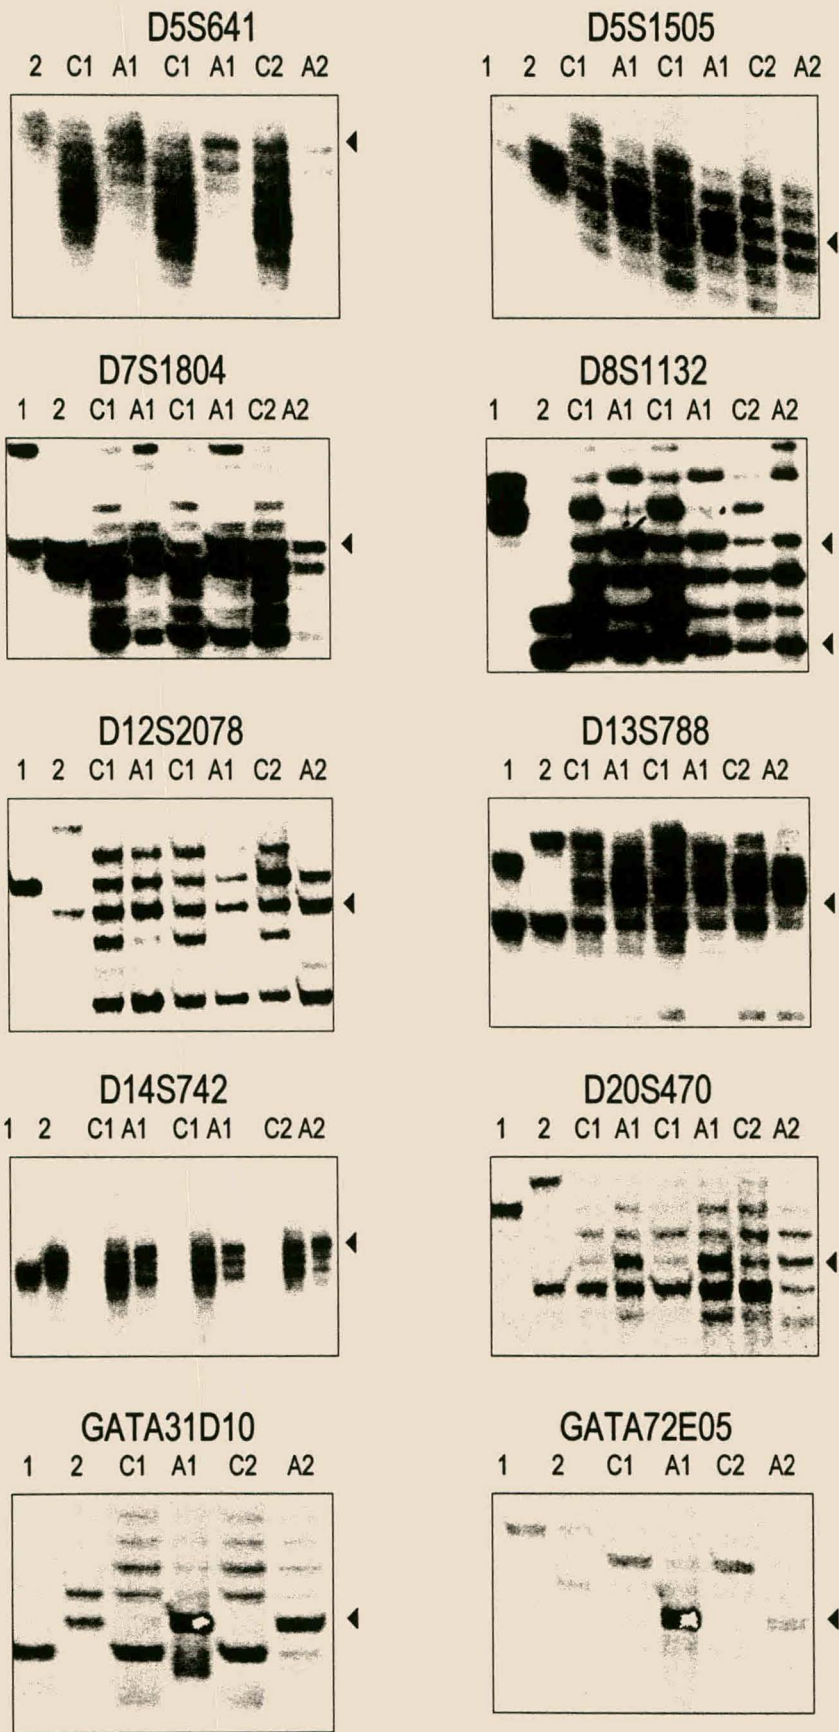 D5S641
2 C1 A1 C1 A1 C2 A2
D5S1505
1 2 C1 A1 C1 A1 C2 A2
D7S1804
1 2 C1 A1 C1 A1 C2 A2
D8S1132
1 2 C1 A1 C1 A1 C2 A2
D12S2078
1 2 C1 A1 C1 A1 C2 A2
D13S788
1 2 C1 A1 C1 A1 C2 A2
D14S742
1 2 C1 A1 C1 A1 C2 A2
D20S470
1 2 C1 A1 C1 A1 C2 A2
GATA31D10
1 2 C1 A1 C2 A2
GATA72E05
1 2 C1 A1 C2 A2